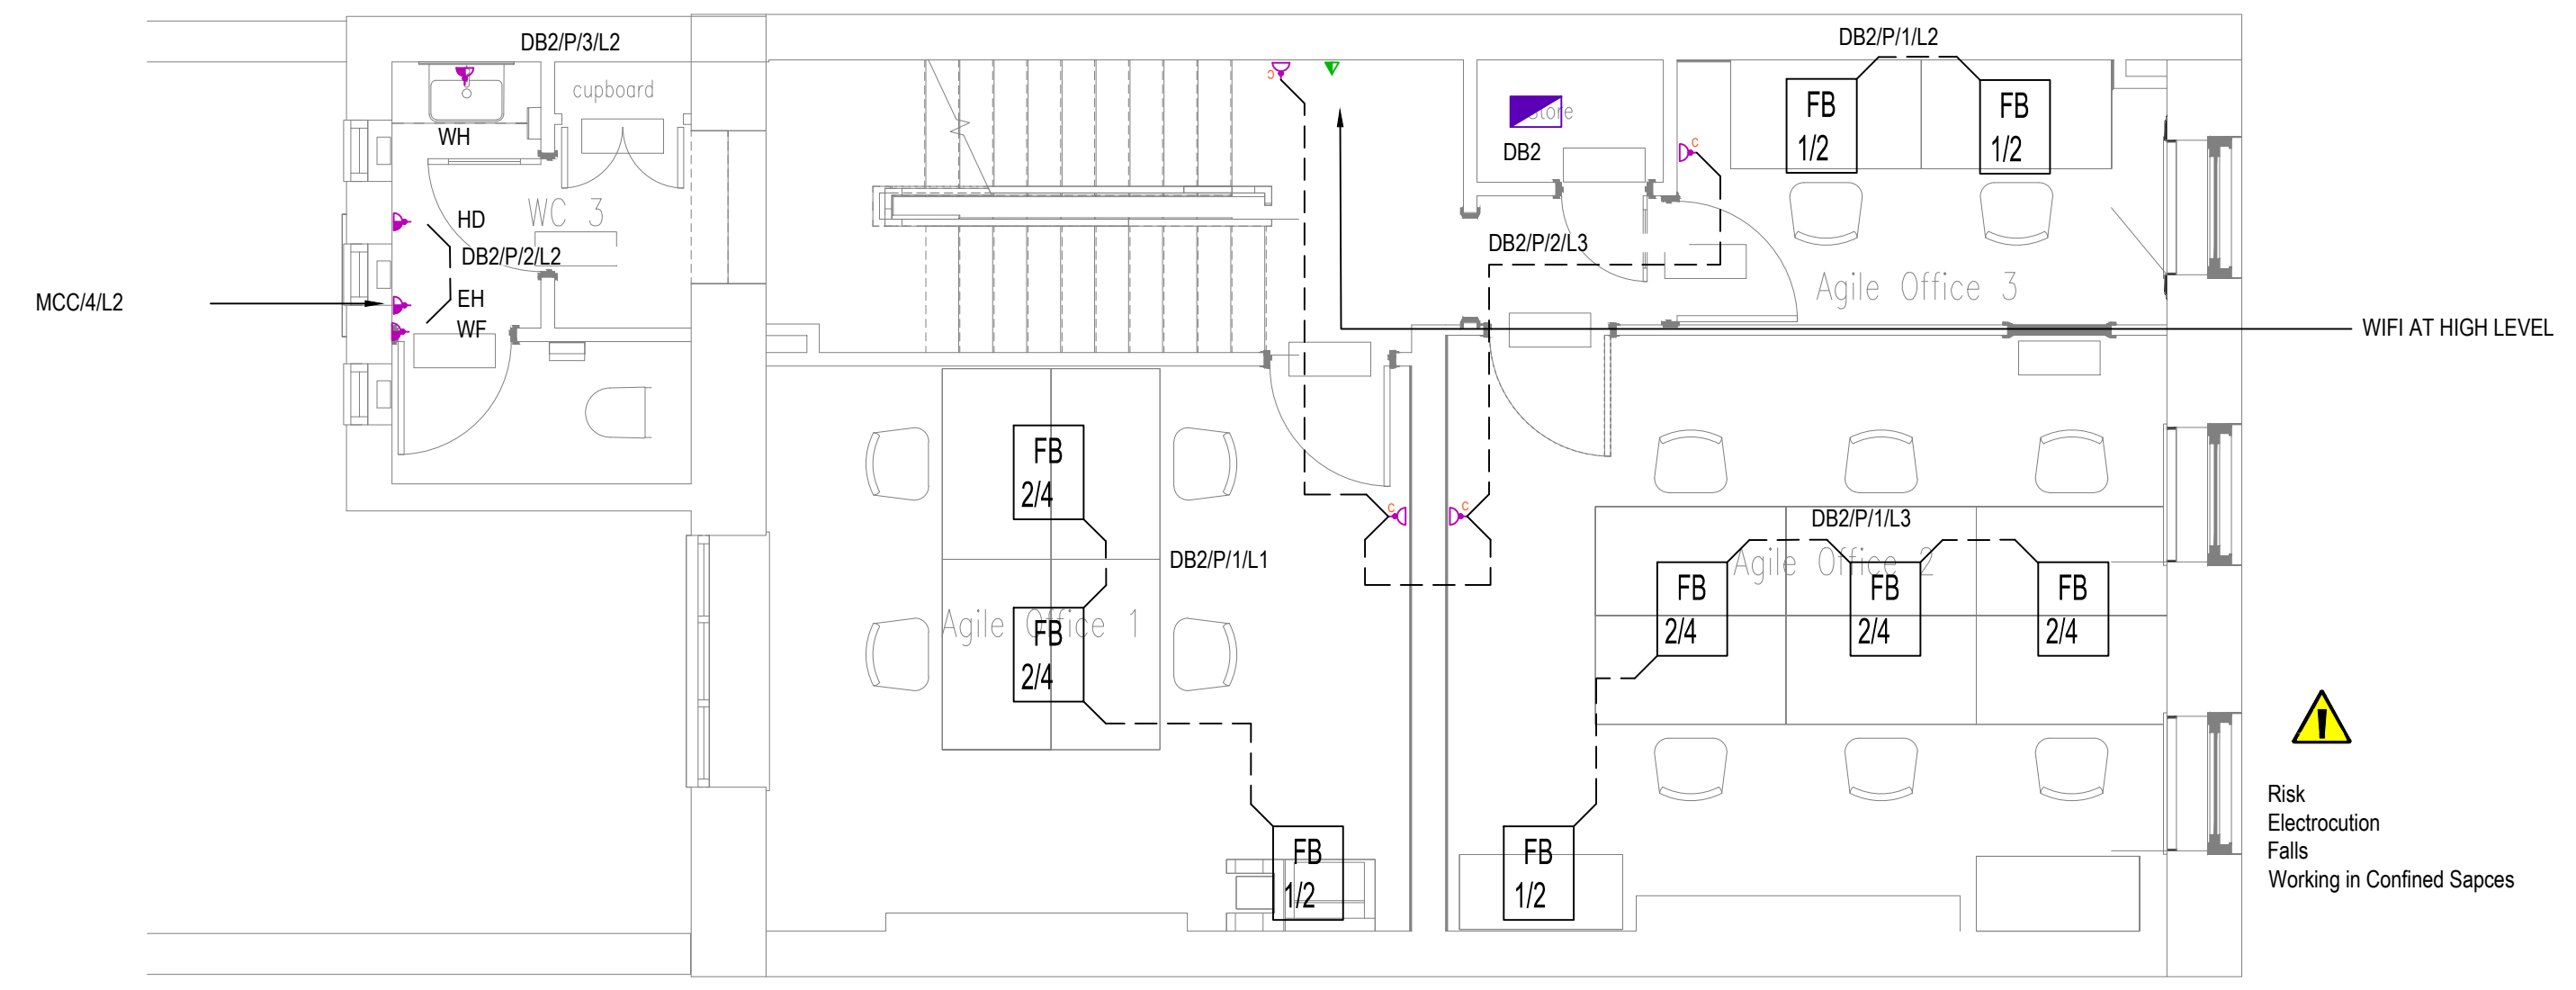 DB2/P/3/L2
DB2/P/1/L2
cupboard
FB
1/2
FB
1/2
Store
DB2
WH
C
C
HD
WC 3
DB2/P/2/L2
DB2/P/2/L3
EH
Agile Office 3
MCC/4/L2
WF
WIFI AT HIGH LEVEL
FB
2/4
C
C
DB2/P/1/L3
DB2/P/1/L1
Agile Office 2
FB
2/4
FB
2/4
FB
2/4
Agile Office 1
FB
2/4
Risk
Electrocution
Falls
Working in Confined Sapces
FB
1/2
FB
1/2